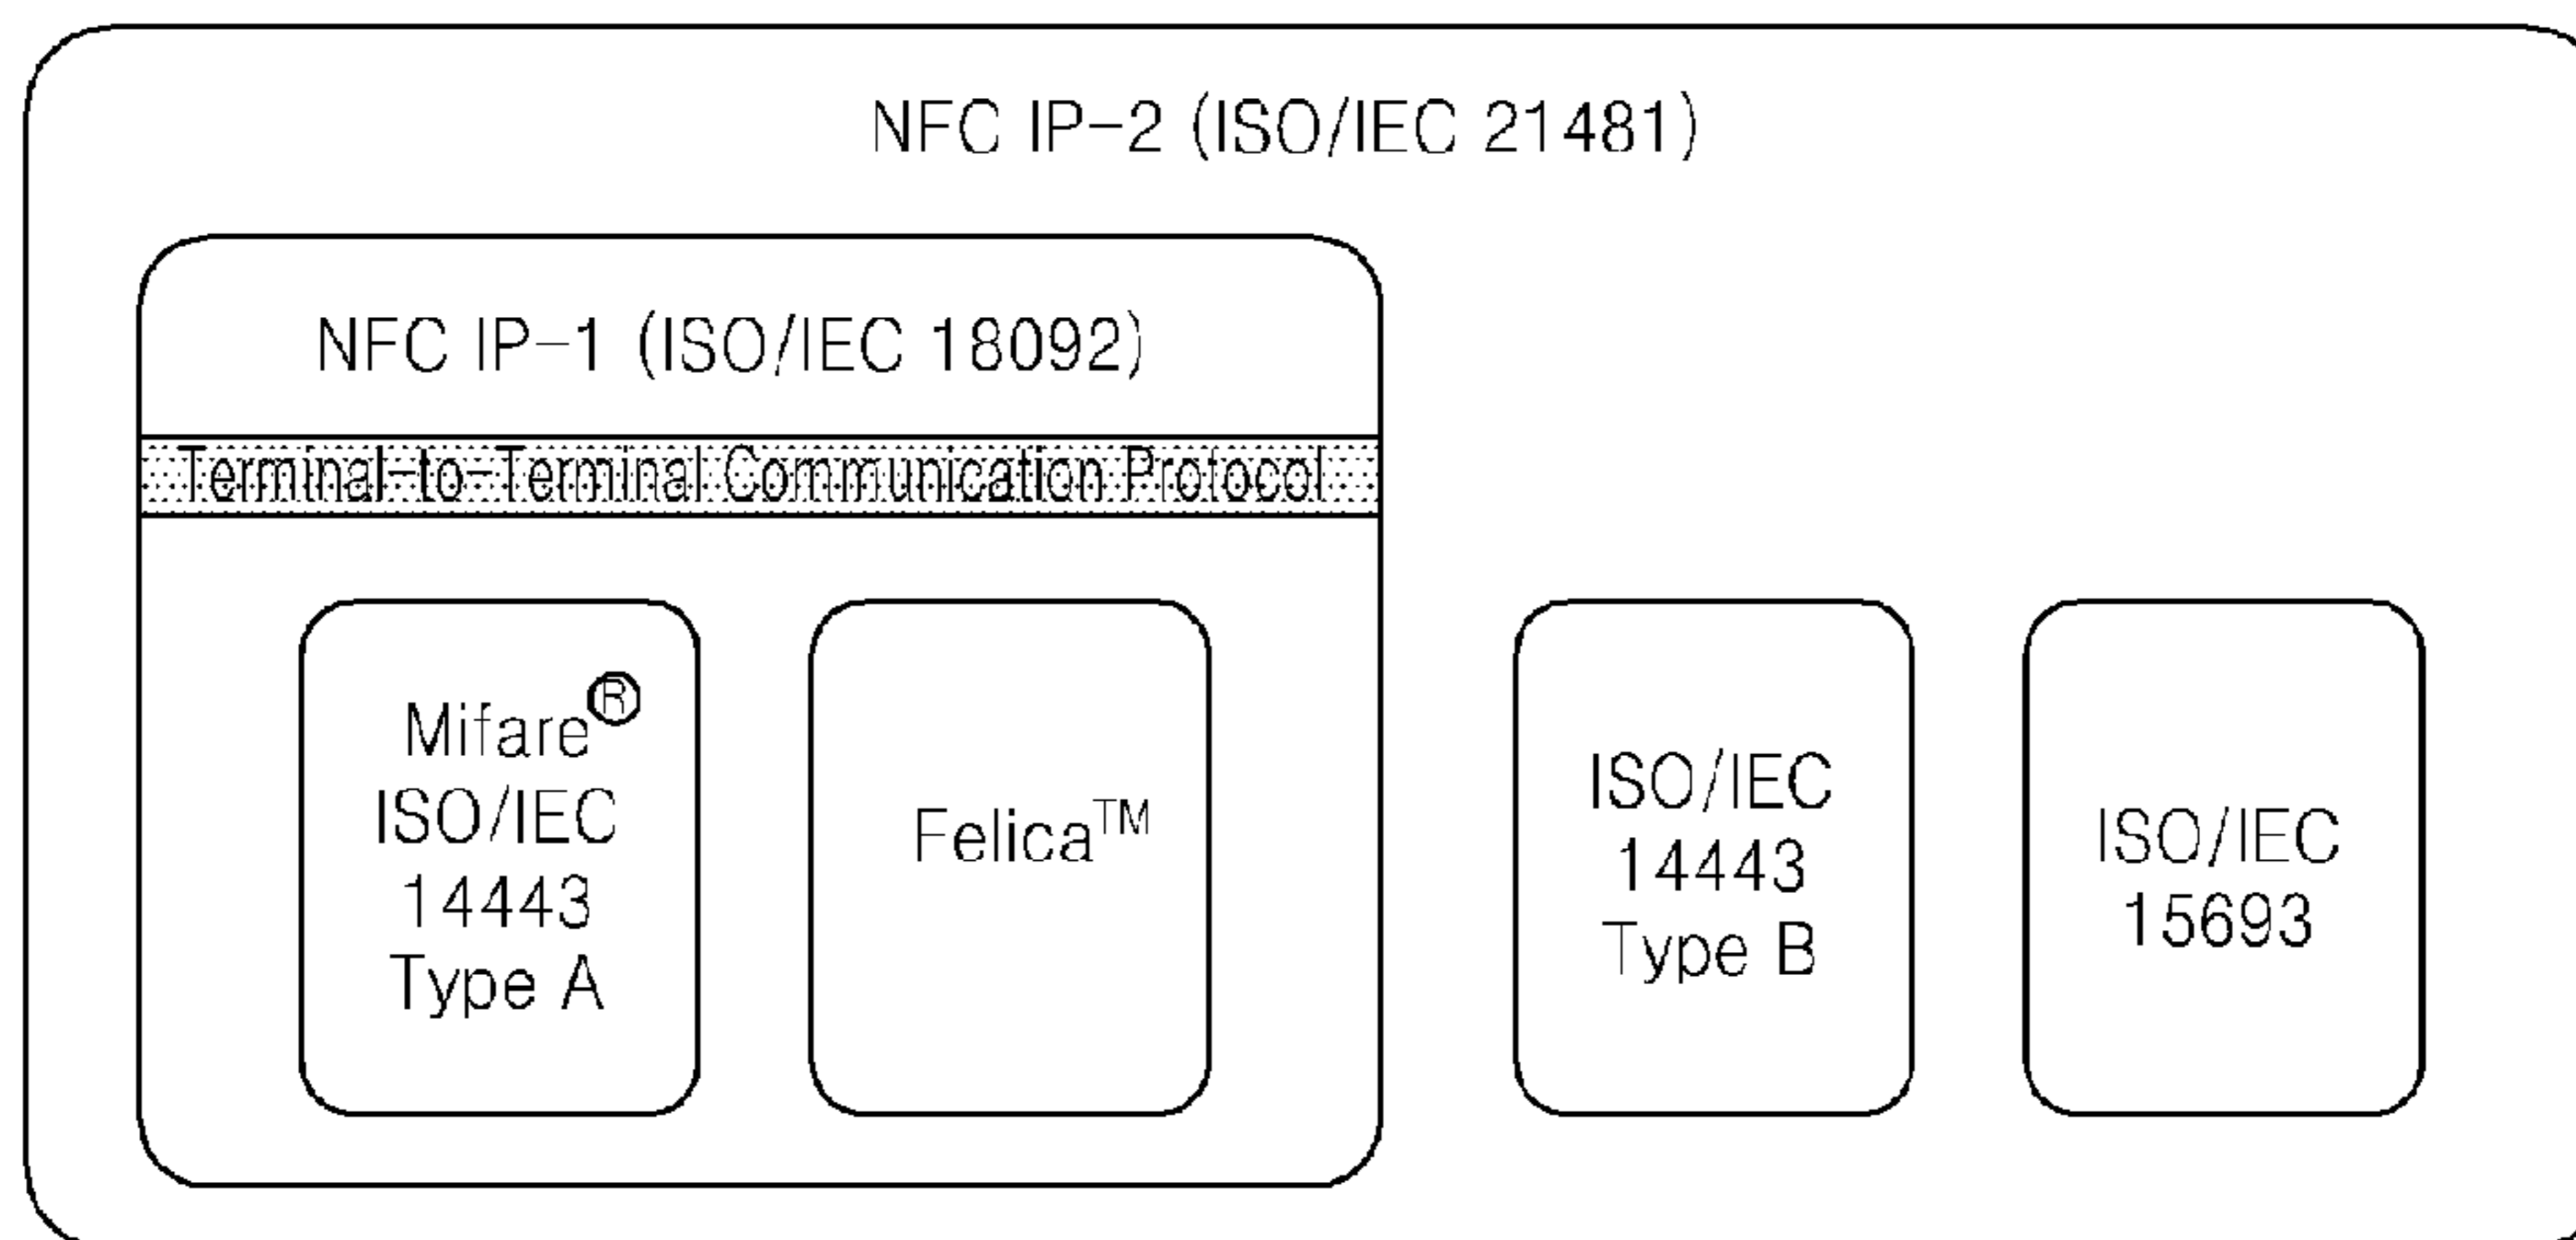 NFC IP-2 (ISO/IEC 21481)
NFC IP-1 (ISO/IEC 18092)
Terminal-to-Terminal Communication Protocol
Mifare®
ISO/IEC
14443
Type A
Felica™
ISO/IEC
14443
Type B
ISO/IEC
15693